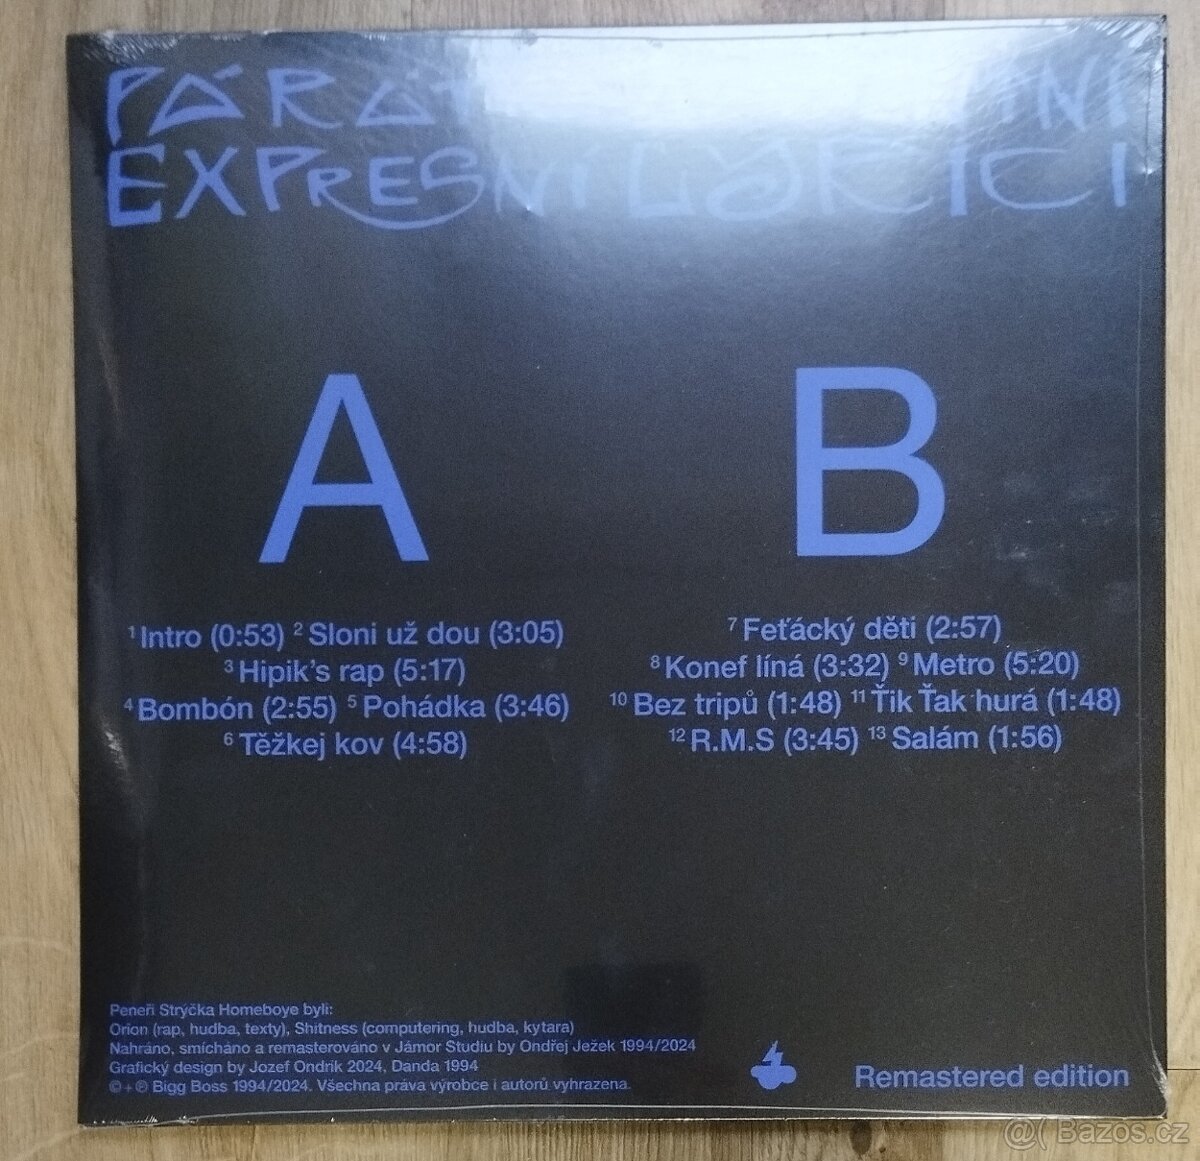 EXPRESNÍ LYRICI
A
B
1 Intro (0:53) 2 Sloni už dou (3:05)
3 Hipik's rap (5:17)
4 Bombón (2:55) 5 Pohádka (3:46)
6 Těžkej kov (4:58)
7 Feťácký děti (2:57)
8 Konef líná (3:32) 9 Metro (5:20)
10 Bez tripů (1:48) 11 Ťik Ťak hurá (1:48)
12 R.M.S (3:45) 13 Salám (1:56)
Peneři Strýčka Homeboye byli:
Orion (rap, hudba, texty), Shitness (computering, hudba, kytara)
Nahráno, smícháno a remasterováno v Jámor Studiu by Ondřej Ježek 1994/2024
Grafický design by Jozef Ondrik 2024, Danda 1994
© + ℗ Bigg Boss 1994/2024. Všechna práva výrobce i autorů vyhrazena.
Remastered edition
@( Bazos.cz